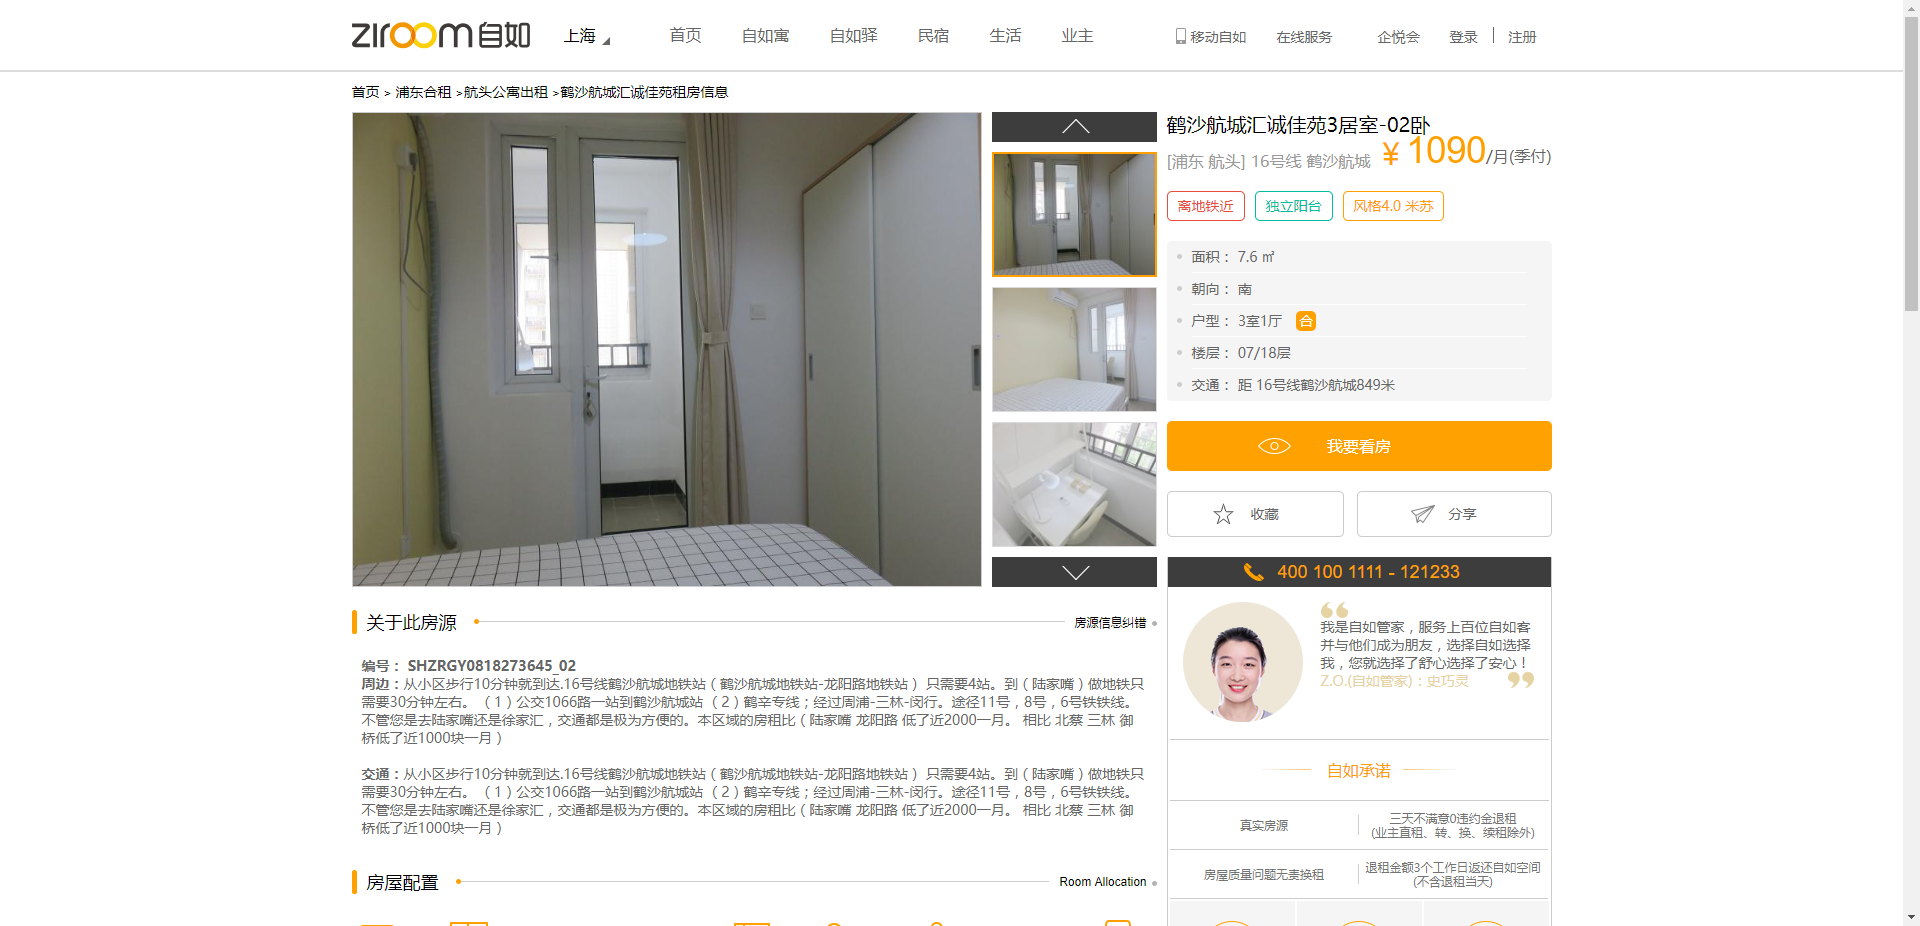 ziroom自如 上海 首页 自如寓 自如驿 民宿 生活 业主 移动自如 在线服务 企悦会 登录 注册
首页 > 浦东合租 >航头公寓出租 >鹤沙航城汇诚佳苑租房信息
鹤沙航城汇诚佳苑3居室-02卧
[浦东 航头] 16号线 鹤沙航城 ¥ 1090/月(季付)
离地铁近 独立阳台 风格4.0 米苏
面积： 7.6 ㎡
朝向： 南
户型： 3室1厅 合
楼层： 07/18层
交通： 距 16号线鹤沙航城849米
我要看房
收藏 分享
400 100 1111 - 121233
我是自如管家，服务上百位自如客
并与他们成为朋友，选择自如选择
我，您就选择了舒心选择了安心！
Z.O.(自如管家)：史巧灵
自如承诺
真实房源
三天不满意0违约金退租
(业主直租、转、换、续租除外)
房屋质量问题无责换租
退租金额3个工作日返还自如空间
(不含退租当天)
关于此房源 房源信息纠错
编号： SHZRGY0818273645_02
周边：从小区步行10分钟就到达.16号线鹤沙航城地铁站（鹤沙航城地铁站-龙阳路地铁站） 只需要4站。到（陆家嘴）做地铁只
需要30分钟左右。（1）公交1066路一站到鹤沙航城站 （2）鹤辛专线；经过周浦-三林-闵行。途径11号，8号，6号铁铁线。
不管您是去陆家嘴还是徐家汇，交通都是极为方便的。本区域的房租比（陆家嘴 龙阳路 低了近2000一月。 相比 北蔡 三林 御
桥低了近1000块一月）
交通：从小区步行10分钟就到达.16号线鹤沙航城地铁站（鹤沙航城地铁站-龙阳路地铁站） 只需要4站。到（陆家嘴）做地铁只
需要30分钟左右。（1）公交1066路一站到鹤沙航城站 （2）鹤辛专线；经过周浦-三林-闵行。途径11号，8号，6号铁铁线。
不管您是去陆家嘴还是徐家汇，交通都是极为方便的。本区域的房租比（陆家嘴 龙阳路 低了近2000一月。 相比 北蔡 三林 御
桥低了近1000块一月）
房屋配置 Room Allocation